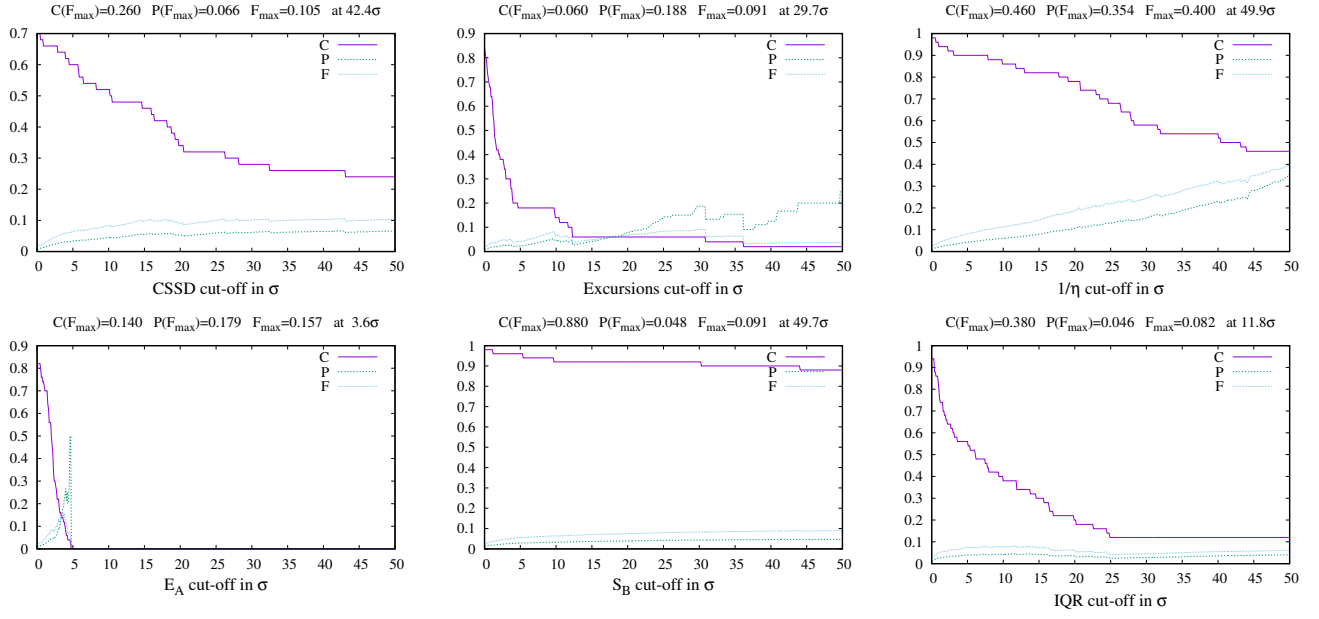 C(Fmax)=0.260 P(Fmax)=0.066 Fmax=0.105 at 42.4σ
0.7
0.6
0.5
0.4
0.3
0.2
0.1
0
0 5 10 15 20 25 30 35 40 45 50
C
P
F
CSSD cut-off in σ
C(Fmax)=0.060 P(Fmax)=0.188 Fmax=0.091 at 29.7σ
0.9
0.8
0.7
0.6
0.5
0.4
0.3
0.2
0.1
0
0 5 10 15 20 25 30 35 40 45 50
C
P
F
Excursions cut-off in σ
C(Fmax)=0.460 P(Fmax)=0.354 Fmax=0.400 at 49.9σ
1
0.9
0.8
0.7
0.6
0.5
0.4
0.3
0.2
0.1
0
0 5 10 15 20 25 30 35 40 45 50
C
P
F
1/η cut-off in σ
C(Fmax)=0.140 P(Fmax)=0.179 Fmax=0.157 at 3.6σ
0.9
0.8
0.7
0.6
0.5
0.4
0.3
0.2
0.1
0
0 5 10 15 20 25 30 35 40 45 50
C
P
F
EA cut-off in σ
C(Fmax)=0.880 P(Fmax)=0.048 Fmax=0.091 at 49.7σ
1
0.9
0.8
0.7
0.6
0.5
0.4
0.3
0.2
0.1
0
0 5 10 15 20 25 30 35 40 45 50
C
P
F
SB cut-off in σ
C(Fmax)=0.380 P(Fmax)=0.046 Fmax=0.082 at 11.8σ
1
0.9
0.8
0.7
0.6
0.5
0.4
0.3
0.2
0.1
0
0 5 10 15 20 25 30 35 40 45 50
C
P
F
IQR cut-off in σ